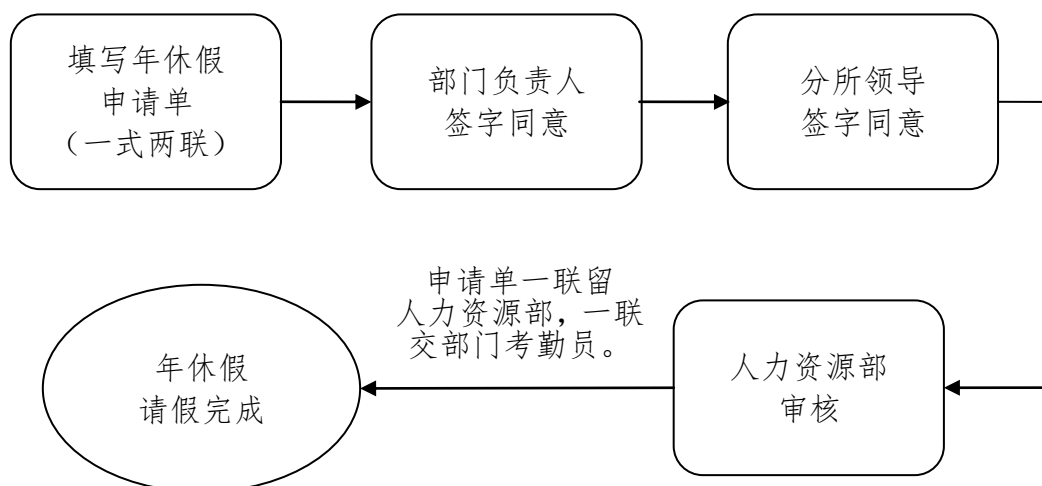 填写年休假
申请单
（一式两联）
部门负责人
签字同意
分所领导
签字同意
申请单一联留
人力资源部，一联
交部门考勤员。
年休假
请假完成
人力资源部
审核